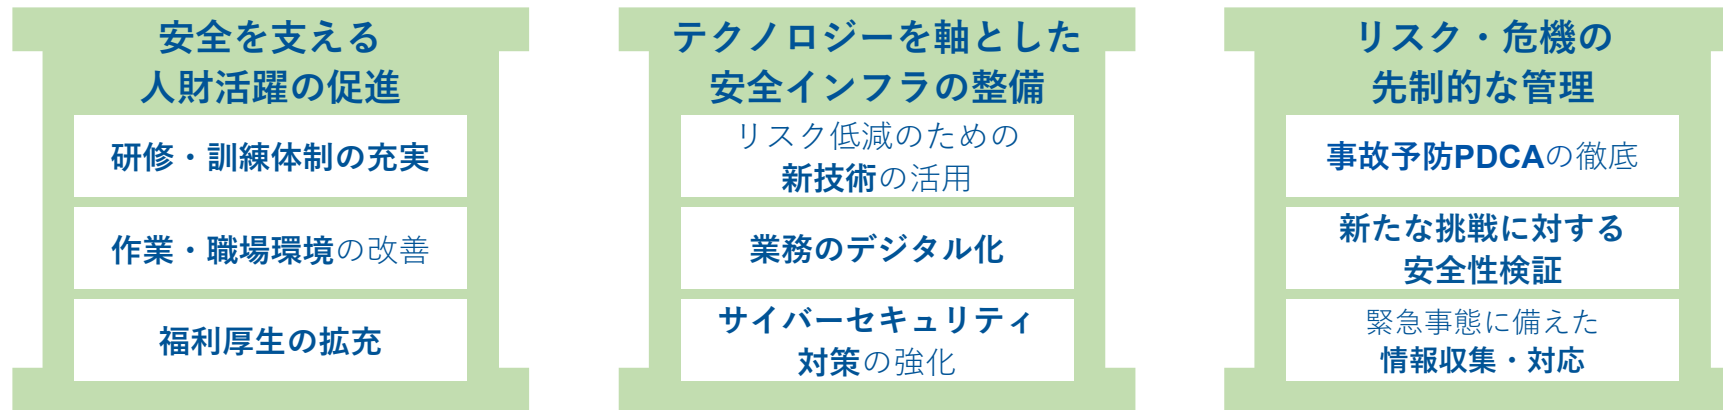 安全を支える
人財活躍の促進
研修・訓練体制の充実
作業・職場環境の改善
福利厚生の拡充
テクノロジーを軸とした
安全インフラの整備
リスク低減のための
新技術の活用
業務のデジタル化
サイバーセキュリティ
対策の強化
リスク・危機の
先制的な管理
事故予防PDCAの徹底
新たな挑戦に対する
安全性検証
緊急事態に備えた
情報収集・対応